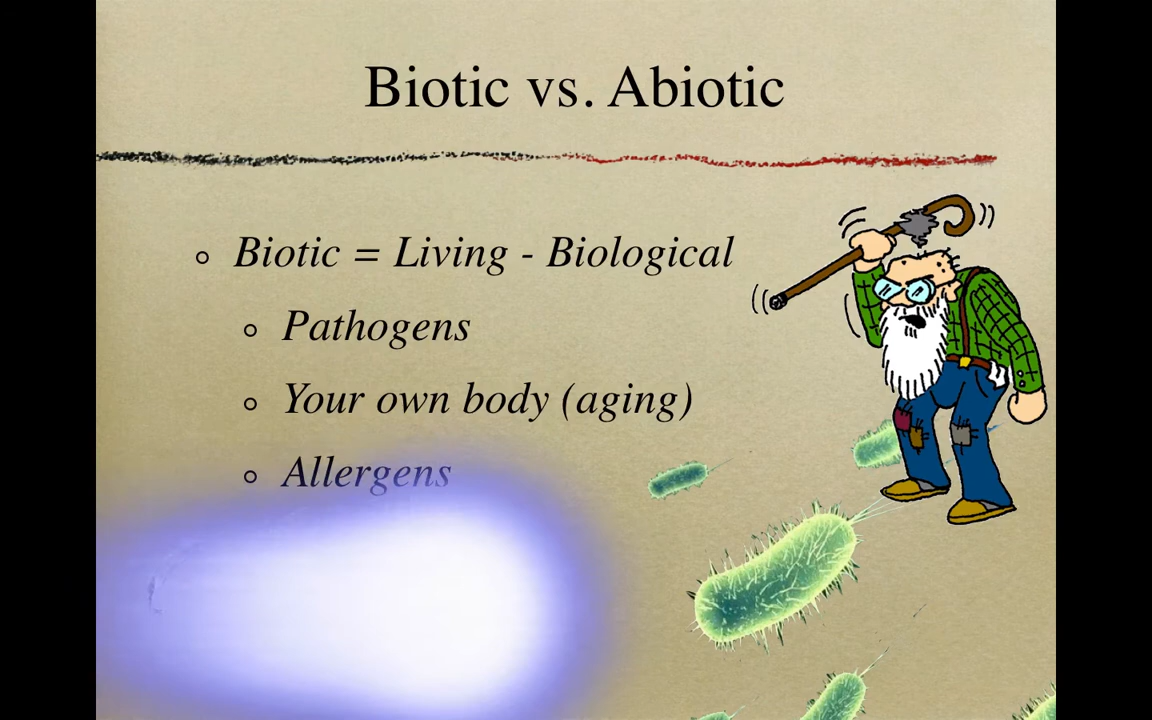 Biotic vs. Abiotic
Biotic = Living - Biological
Pathogens
Your own body (aging)
Allergens